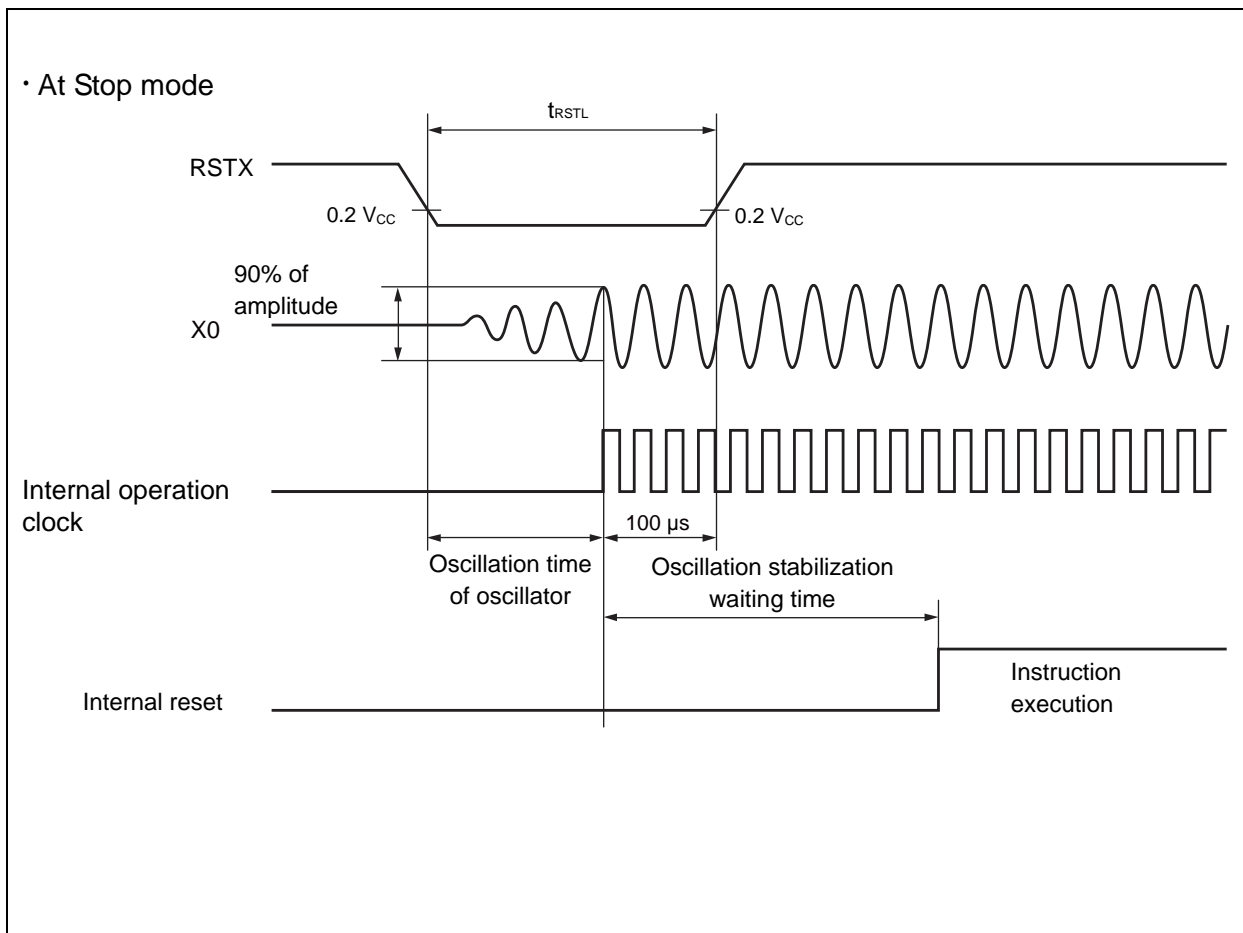 · At Stop mode
tRSTL
RSTX
0.2 VCC
0.2 VCC
90% of
amplitude
X0
Internal operation
clock
100 µs
Oscillation time
of oscillator
Oscillation stabilization
waiting time
Internal reset
Instruction
execution